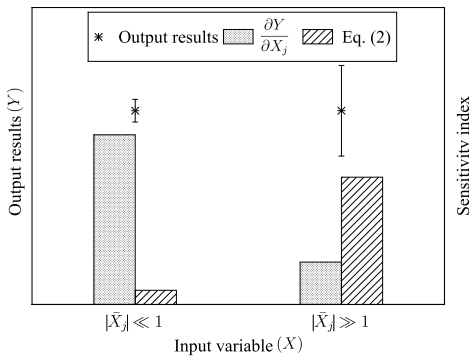 Output results ∂Y/∂X_j Eq. (2)
Output results (Y)
Sensitivity index
|X̄_j| ≪ 1 |X̄_j| ≫ 1
Input variable (X)